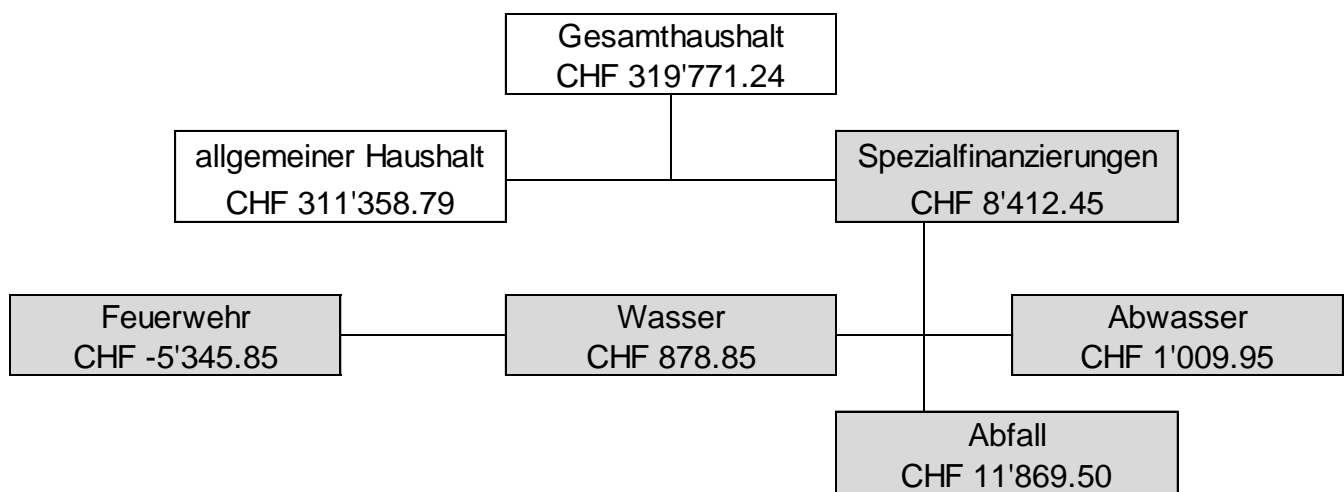 Gesamthaushalt
CHF 319'771.24
allgemeiner Haushalt
CHF 311'358.79
Spezialfinanzierungen
CHF 8'412.45
Feuerwehr
CHF -5'345.85
Wasser
CHF 878.85
Abwasser
CHF 1'009.95
Abfall
CHF 11'869.50